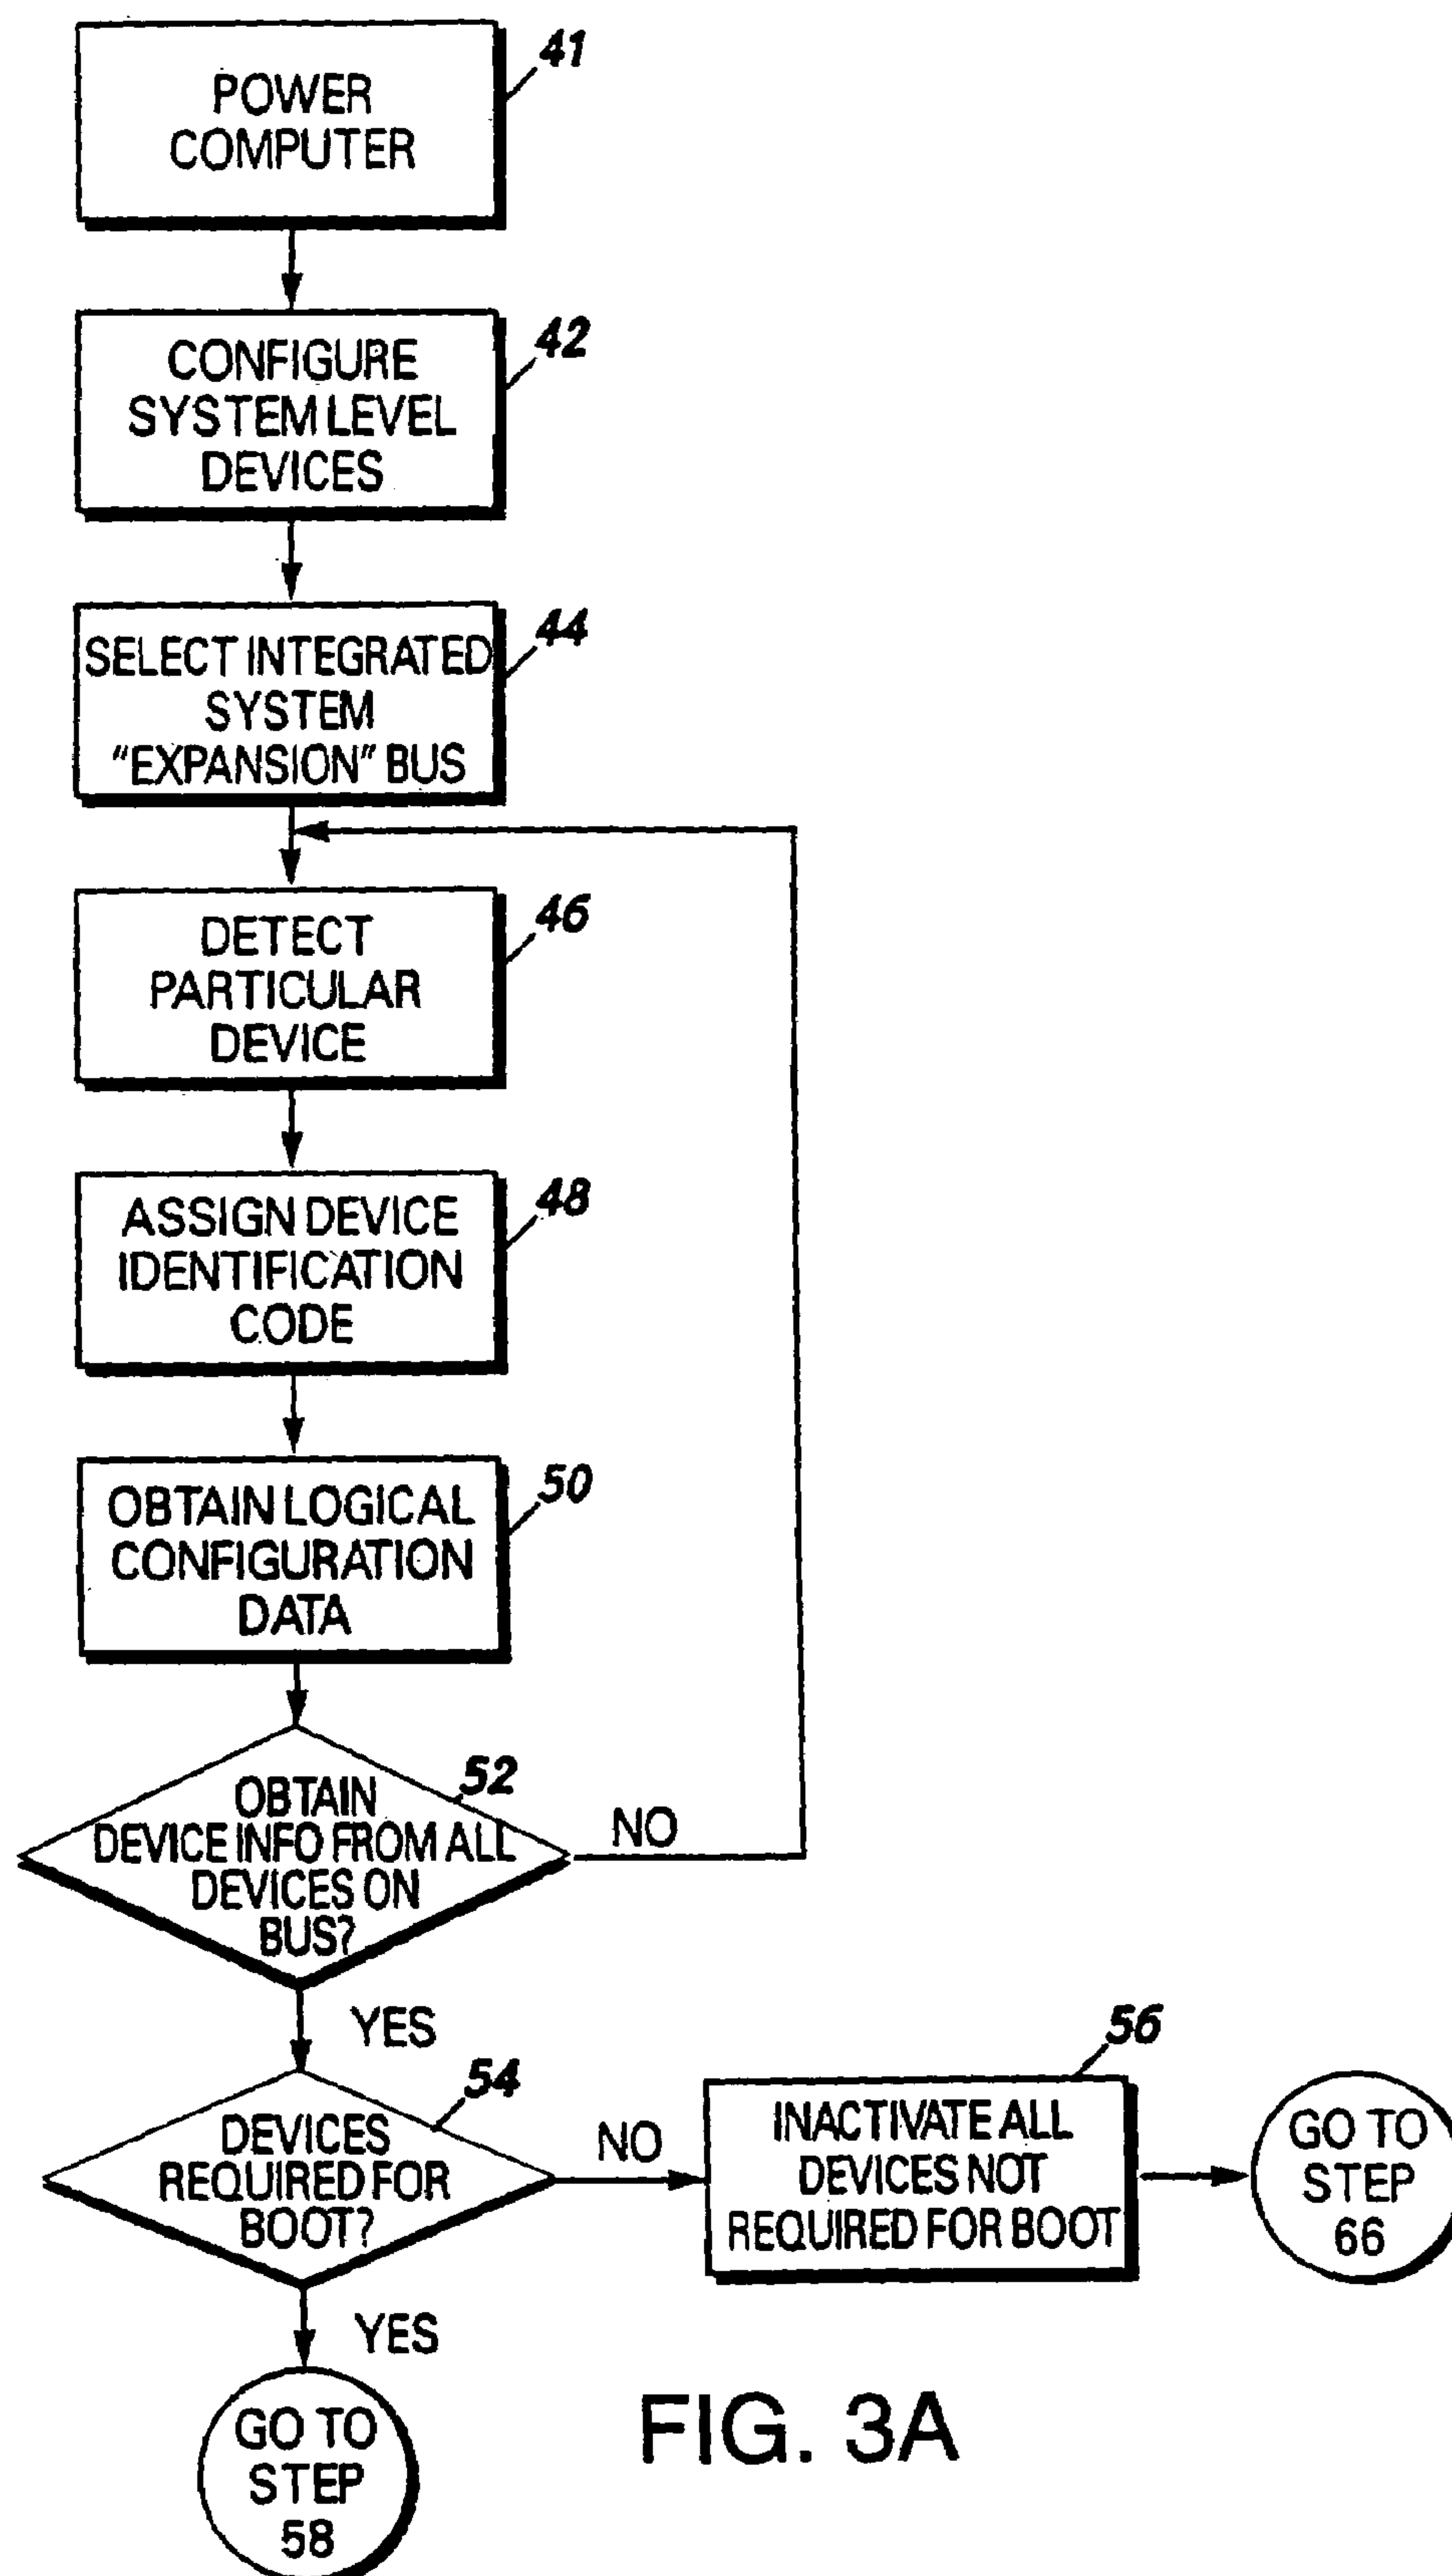 41
POWER
COMPUTER
42
CONFIGURE
SYSTEM LEVEL
DEVICES
44
SELECT INTEGRATED
SYSTEM
"EXPANSION" BUS
46
DETECT
PARTICULAR
DEVICE
48
ASSIGN DEVICE
IDENTIFICATION
CODE
50
OBTAIN LOGICAL
CONFIGURATION
DATA
52
OBTAIN
DEVICE INFO FROM ALL
DEVICES ON
BUS?
NO
YES
54
DEVICES
REQUIRED FOR
BOOT?
NO
56
INACTIVATE ALL
DEVICES NOT
REQUIRED FOR BOOT
GO TO
STEP
66
YES
GO TO
STEP
58
FIG. 3A